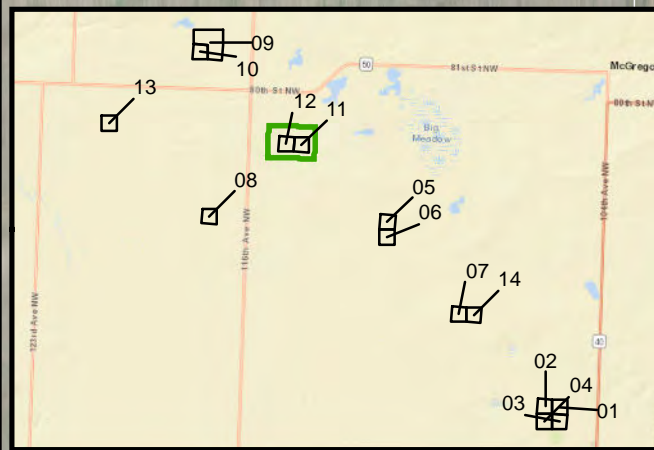 09
10
50
81st St NW
McGrego
80th St NW
13
12
11
80th St NW
Big
Meadow
08
05
06
116th Ave NW
104th Ave NW
07
14
123rd Ave NW
40
02
04
03
01